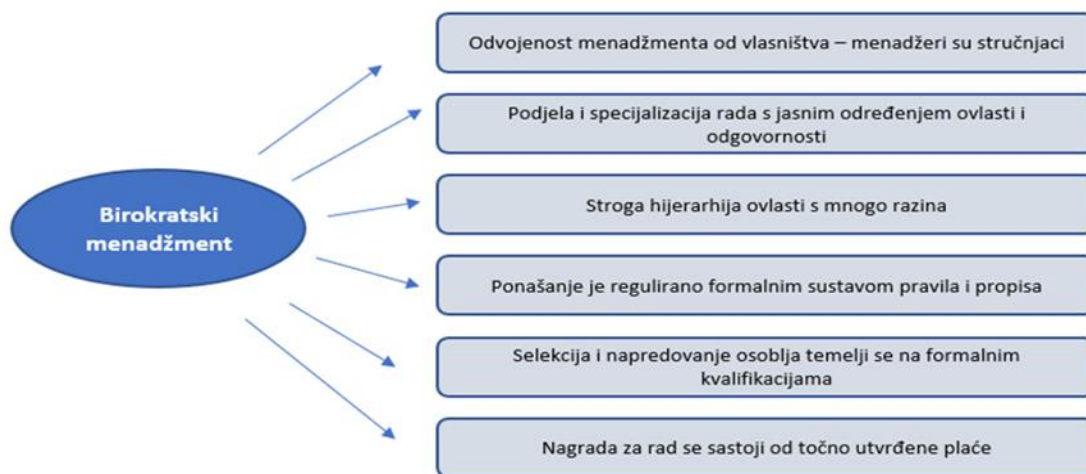 Birokratski
menadžment
Odvojenost menadžmenta od vlasništva – menadžeri su stručnjaci
Podjela i specijalizacija rada s jasnim određenjem ovlasti i
odgovornosti
Stroga hijerarhija ovlasti s mnogo razina
Ponašanje je regulirano formalnim sustavom pravila i propisa
Selekcija i napredovanje osoblja temelji se na formalnim
kvalifikacijama
Nagrada za rad se sastoji od točno utvrđene plaće